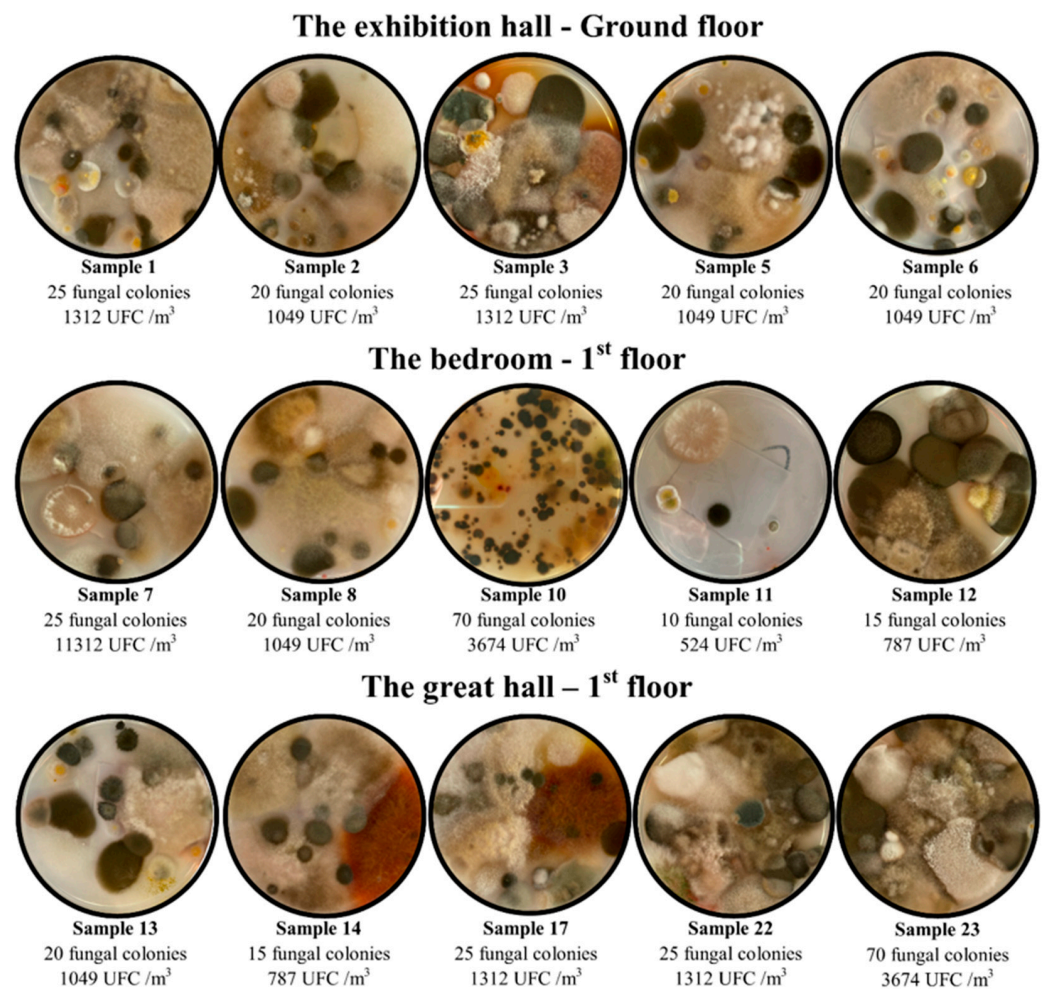 The exhibition hall - Ground floor
Sample 1 Sample 2 Sample 3 Sample 5 Sample 6
25 fungal colonies 20 fungal colonies 25 fungal colonies 20 fungal colonies 20 fungal colonies
1312 UFC /m³ 1049 UFC /m³ 1312 UFC /m³ 1049 UFC /m³ 1049 UFC /m³
The bedroom - 1st floor
Sample 7 Sample 8 Sample 10 Sample 11 Sample 12
25 fungal colonies 20 fungal colonies 70 fungal colonies 10 fungal colonies 15 fungal colonies
11312 UFC /m³ 1049 UFC /m³ 3674 UFC /m³ 524 UFC /m³ 787 UFC /m³
The great hall – 1st floor
Sample 13 Sample 14 Sample 17 Sample 22 Sample 23
20 fungal colonies 15 fungal colonies 25 fungal colonies 25 fungal colonies 70 fungal colonies
1049 UFC /m³ 787 UFC /m³ 1312 UFC /m³ 1312 UFC /m³ 3674 UFC /m³